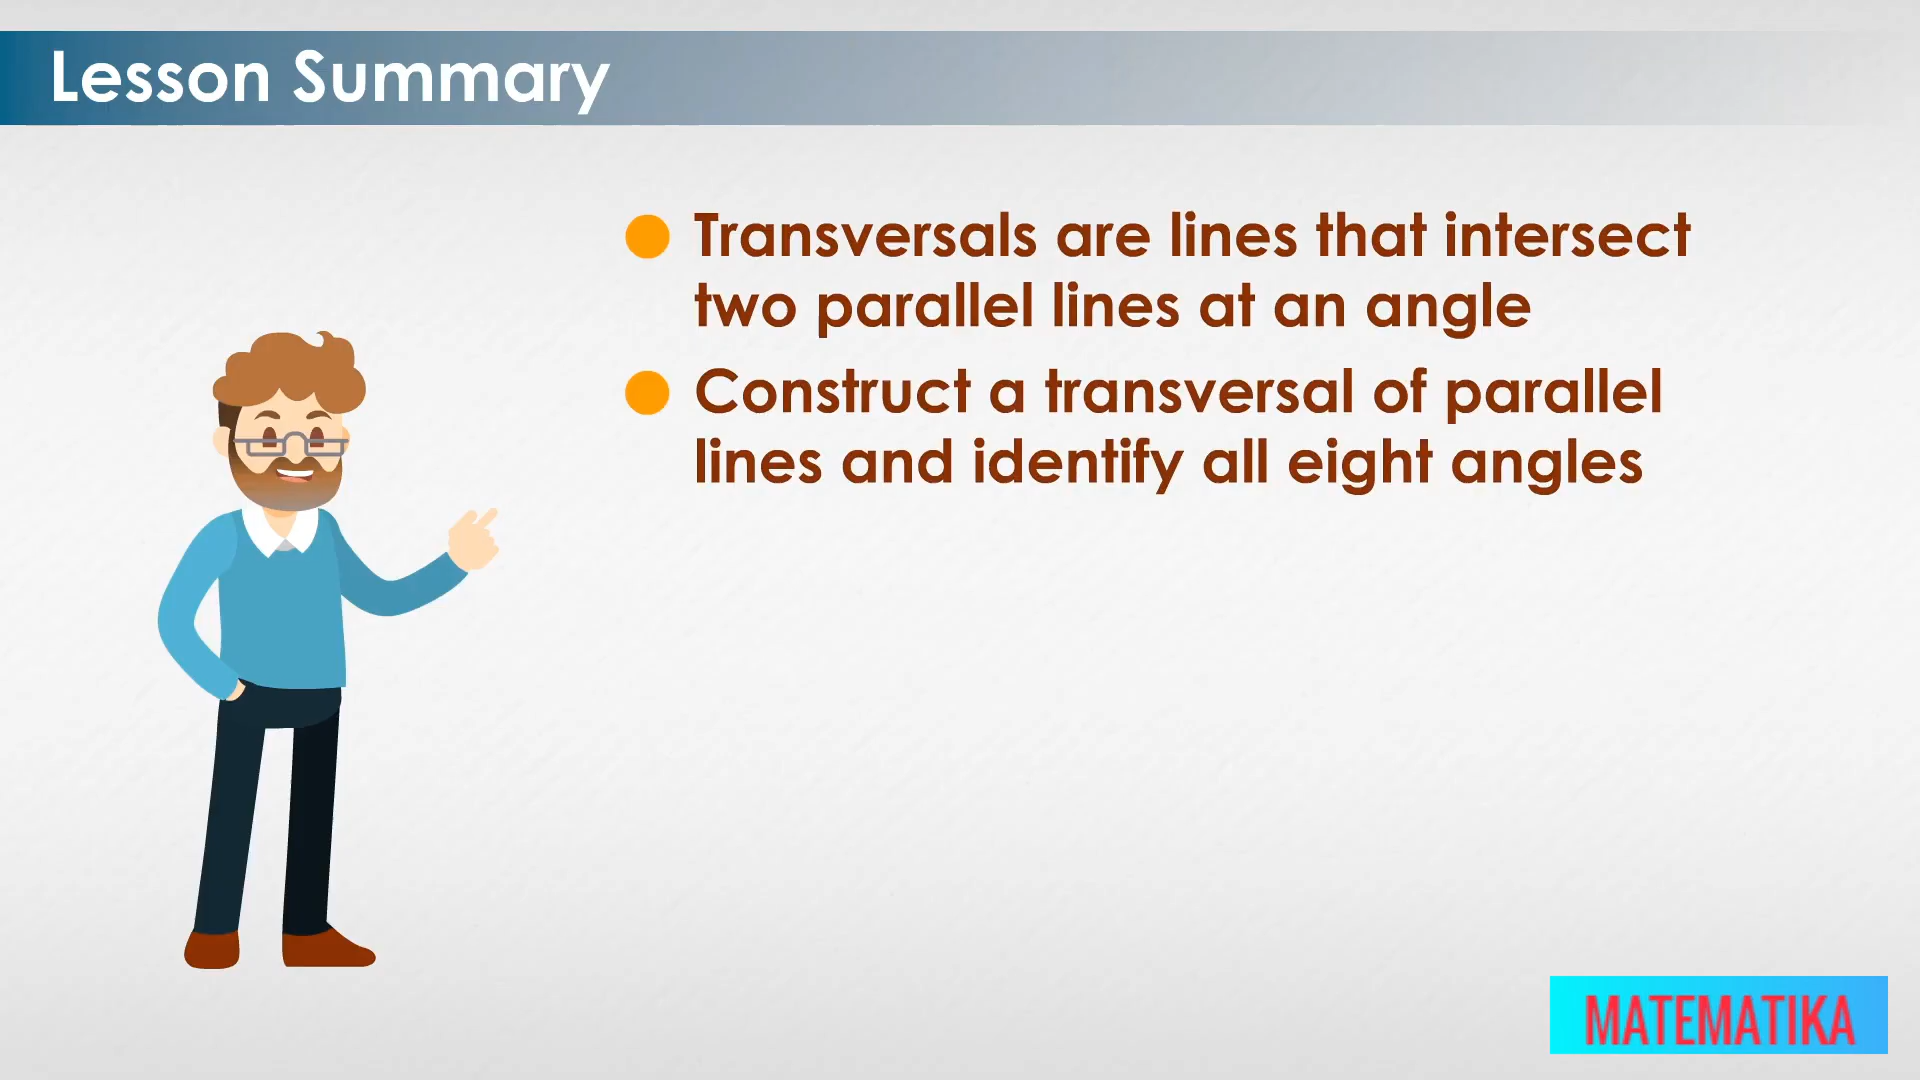 Lesson Summary
Transversals are lines that intersect
two parallel lines at an angle
Construct a transversal of parallel
lines and identify all eight angles
MATEMATIKA